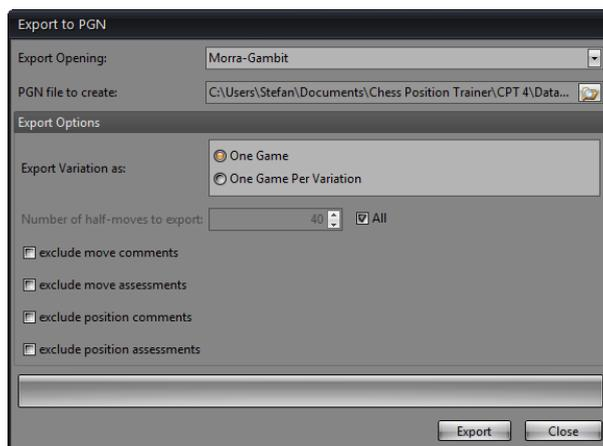 Export to PGN
Export Opening: Morra-Gambit
PGN file to create: C:\Users\Stefan\Documents\Chess Position Trainer\CPT 4\Data...
Export Options
Export Variation as:
One Game
One Game Per Variation
Number of half-moves to export: 40 All
exclude move comments
exclude move assessments
exclude position comments
exclude position assessments
Export Close